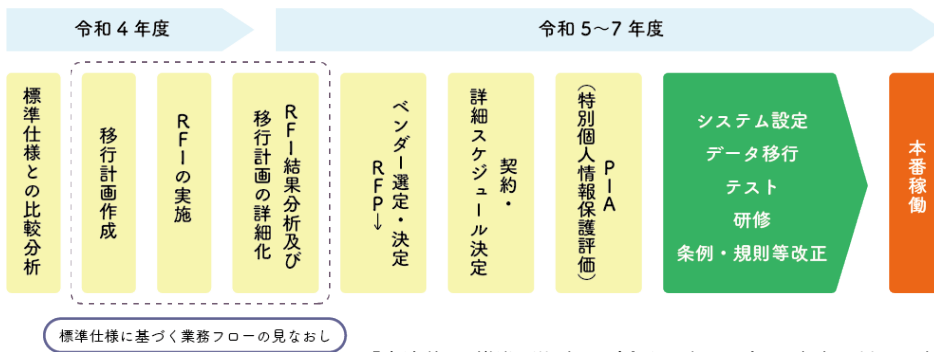 令和４年度
令和５〜７年度
標準仕様との比較分析
移行計画作成
RFIの実施
RFI結果分析及び
移行計画の詳細化
ベンダー選定・決定
RFP→
契約・
詳細スケジュール決定
PIA
（特別個人情報保護評価）
システム設定
データ移行
テスト
研修
条例・規則等改正
本番稼働
標準仕様に基づく業務フローの見なおし